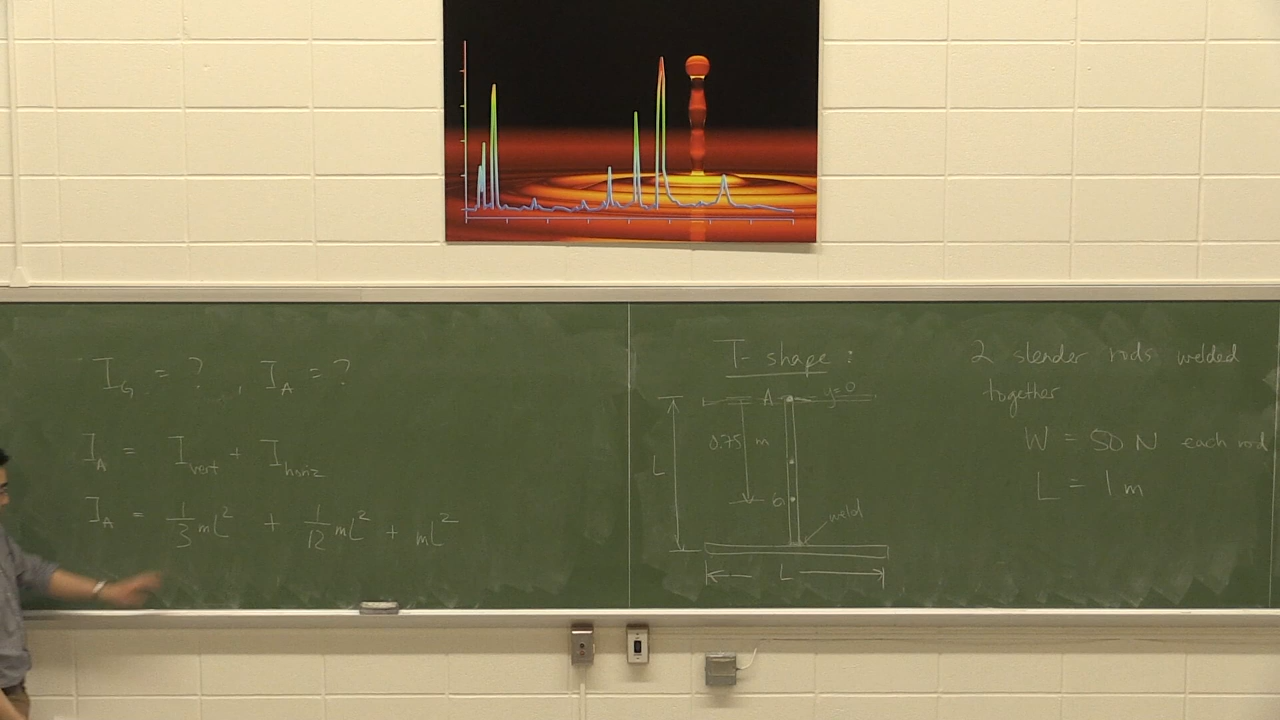 I_G = ? , I_A = ?
I_A = I_vert + I_horiz
I_A = 1/3 mL² + 1/12 mL² + mL²
T- shape :
A y=0
0.75 m
L
G
weld
L
2 slender rods welded
together
W = 50 N each rod
L = 1 m